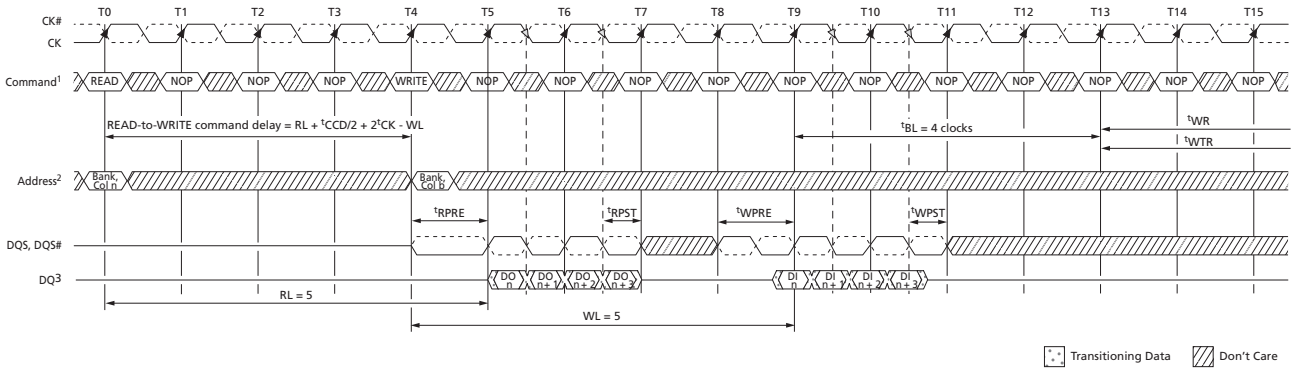 T0 T1 T2 T3 T4 T5 T6 T7 T8 T9 T10 T11 T12 T13 T14 T15
CK#
CK
Command1 READ NOP NOP NOP WRITE NOP NOP NOP NOP NOP NOP NOP NOP NOP NOP NOP
READ-to-WRITE command delay = RL + tCCD/2 + 2tCK - WL
tBL = 4 clocks
tWR
tWTR
Address2
Bank,
Col n
Bank,
Col b
tRPRE tRPST tWPRE tWPST
DQS, DQS#
DQ3
DO
n
DO
n + 1
DO
n + 2
DO
n + 3
DI
n
DI
n + 1
DI
n + 2
DI
n + 3
RL = 5
WL = 5
Transitioning Data Don't Care